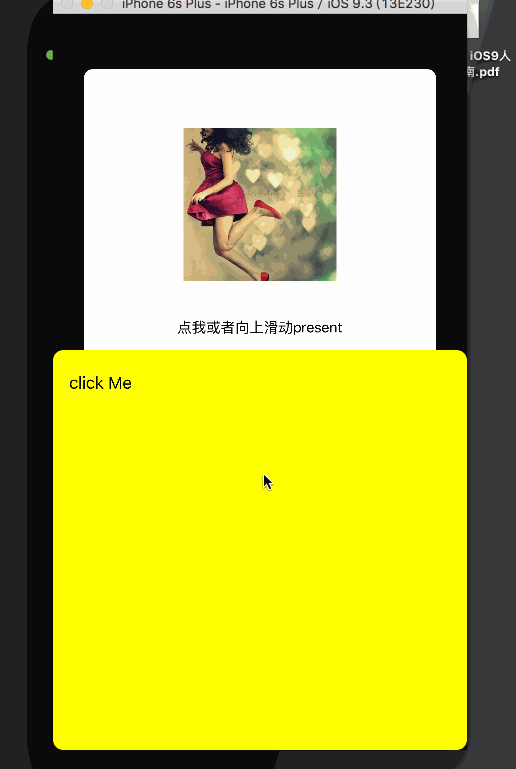 iPhone 6s Plus - iPhone 6s Plus / iOS 9.3 (13E230)
iOS9人
南.pdf
点我或者向上滑动present
click Me